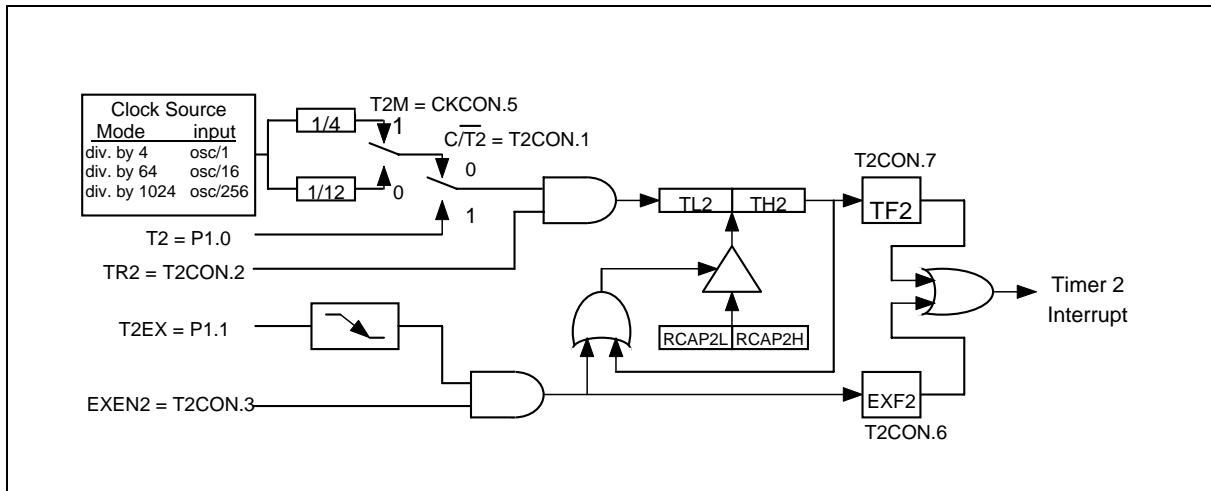 Clock Source
Mode input
div. by 4 osc/1
div. by 64 osc/16
div. by 1024 osc/256
1/4
1/12
T2M = CKCON.5
1
0
C/T2 = T2CON.1
0
1
T2 = P1.0
TR2 = T2CON.2
T2EX = P1.1
EXEN2 = T2CON.3
TL2 TH2
RCAP2L RCAP2H
T2CON.7
TF2
EXF2
T2CON.6
Timer 2
Interrupt